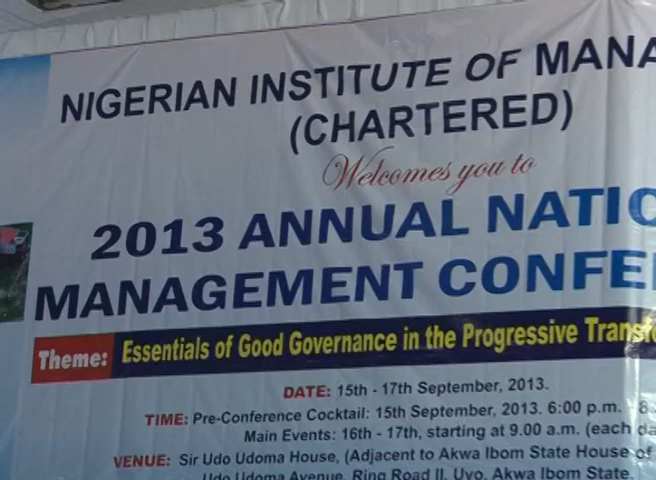 NIGERIAN INSTITUTE OF MANA
(CHARTERED)
Welcomes you to
2013 ANNUAL NATIO
MANAGEMENT CONFE
Theme: Essentials of Good Governance in the Progressive Transfo
DATE: 15th - 17th September, 2013.
TIME: Pre-Conference Cocktail: 15th September, 2013. 6:00 p.m. - 8.
Main Events: 16th - 17th, starting at 9.00 a.m. (each da
VENUE: Sir Udo Udoma House, (Adjacent to Akwa Ibom State House of
Udo Udoma Avenue, Ring Road II, Uyo, Akwa Ibom State